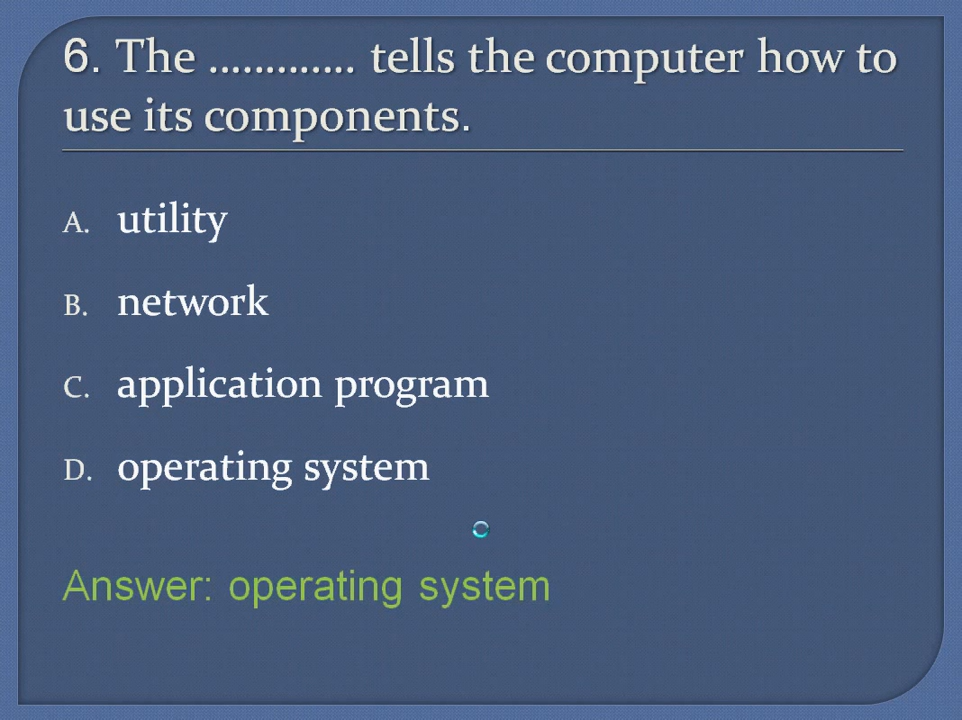 6. The ............. tells the computer how to
use its components.
A. utility
B. network
C. application program
D. operating system
Answer: operating system